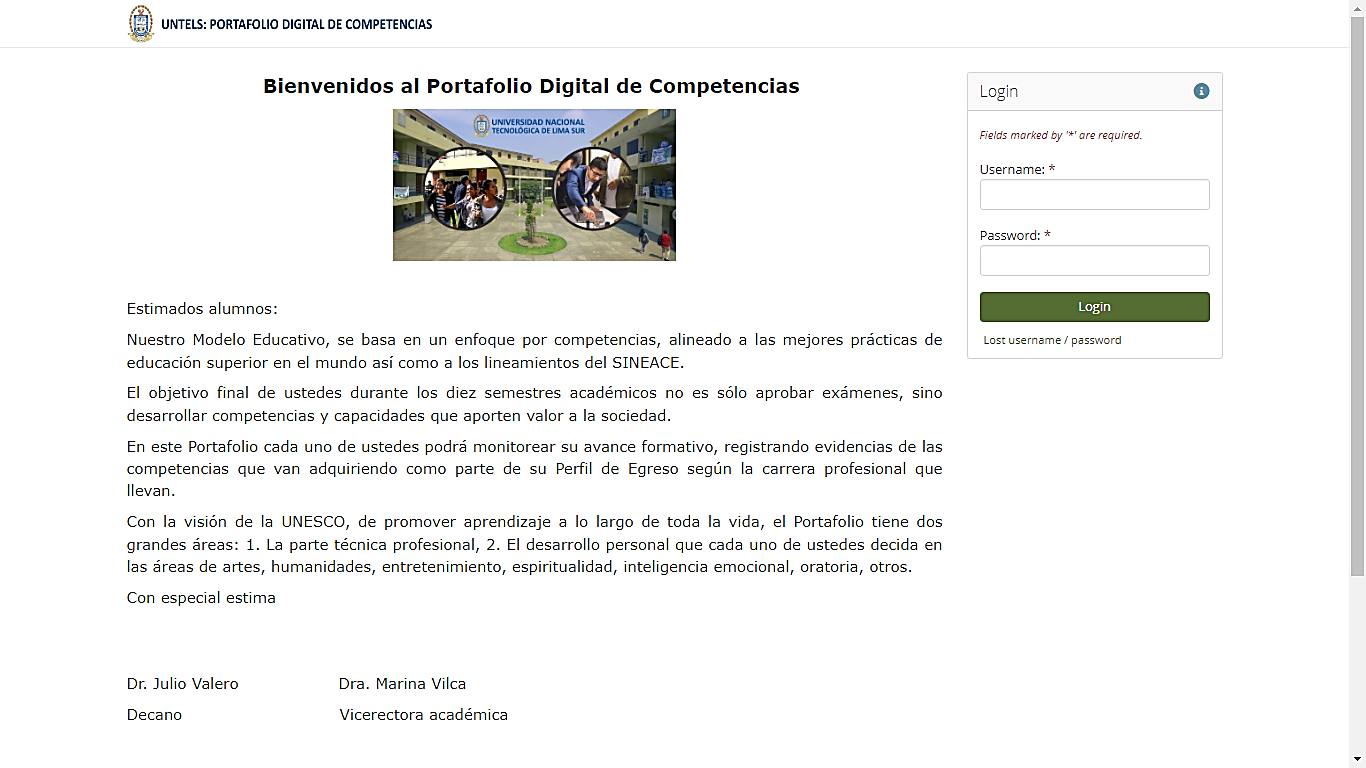 UNTELS: PORTAFOLIO DIGITAL DE COMPETENCIAS
Bienvenidos al Portafolio Digital de Competencias
UNIVERSIDAD NACIONAL
TECNOLÓGICA DE LIMA SUR
Estimados alumnos:
Nuestro Modelo Educativo, se basa en un enfoque por competencias, alineado a las mejores prácticas de
educación superior en el mundo así como a los lineamientos del SINEACE.
El objetivo final de ustedes durante los diez semestres académicos no es sólo aprobar exámenes, sino
desarrollar competencias y capacidades que aporten valor a la sociedad.
En este Portafolio cada uno de ustedes podrá monitorear su avance formativo, registrando evidencias de las
competencias que van adquiriendo como parte de su Perfil de Egreso según la carrera profesional que
llevan.
Con la visión de la UNESCO, de promover aprendizaje a lo largo de toda la vida, el Portafolio tiene dos
grandes áreas: 1. La parte técnica profesional, 2. El desarrollo personal que cada uno de ustedes decida en
las áreas de artes, humanidades, entretenimiento, espiritualidad, inteligencia emocional, oratoria, otros.
Con especial estima
Dr. Julio Valero Dra. Marina Vilca
Decano Vicerectora académica
Login
Fields marked by '*' are required.
Username: *
Password: *
Login
Lost username / password